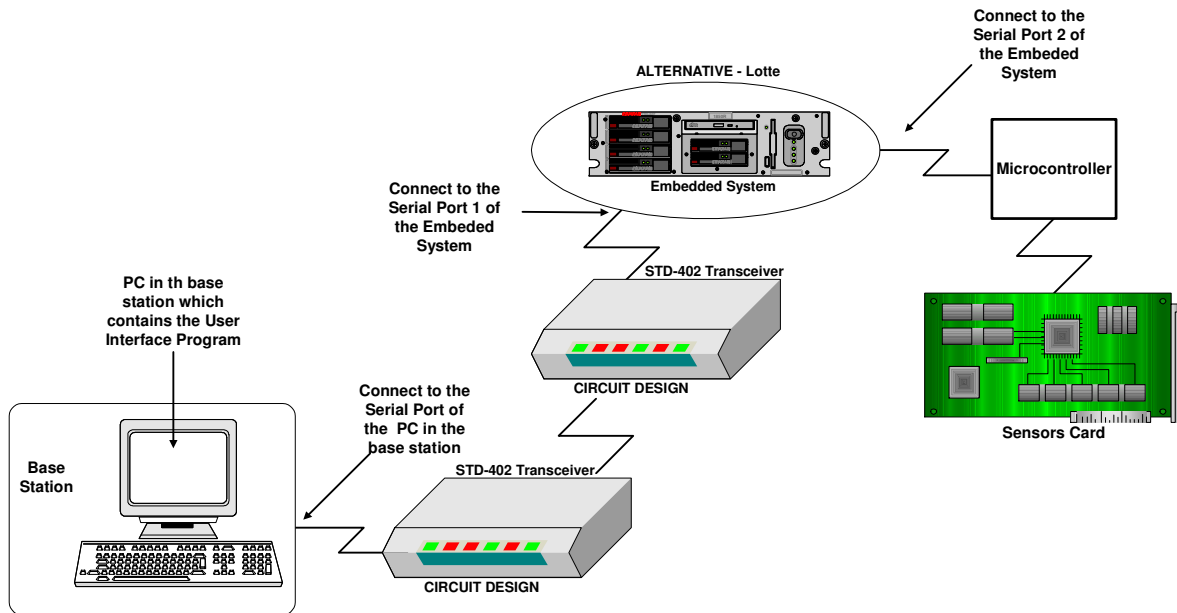 Connect to the
Serial Port 2 of
the Embeded
System
ALTERNATIVE - Lotte
Embedded System
Microcontroller
Connect to the
Serial Port 1 of
the Embeded
System
STD-402 Transceiver
CIRCUIT DESIGN
Sensors Card
PC in th base
station which
contains the User
Interface Program
Connect to the
Serial Port of
the PC in the
base station
Base
Station
STD-402 Transceiver
CIRCUIT DESIGN